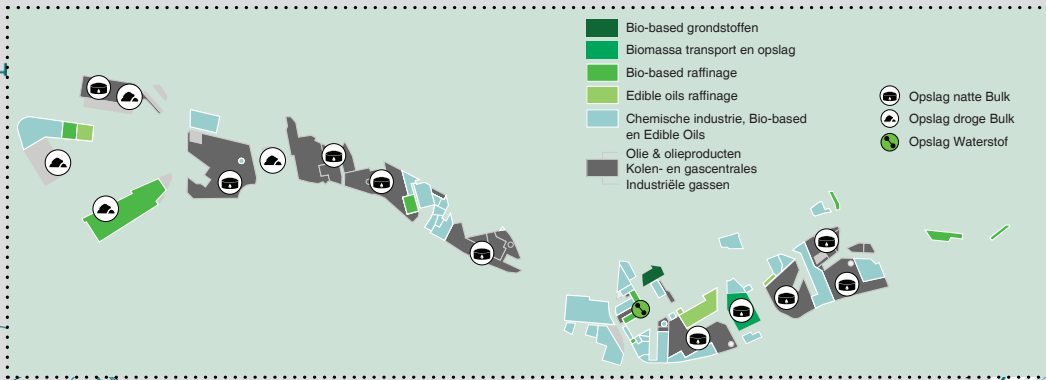 Bio-based grondstoffen
Biomassa transport en opslag
Bio-based raffinage
Edible oils raffinage
Chemische industrie, Bio-based
en Edible Oils
Olie & olieproducten
Kolen- en gascentrales
Industriële gassen
Opslag natte Bulk
Opslag droge Bulk
Opslag Waterstof